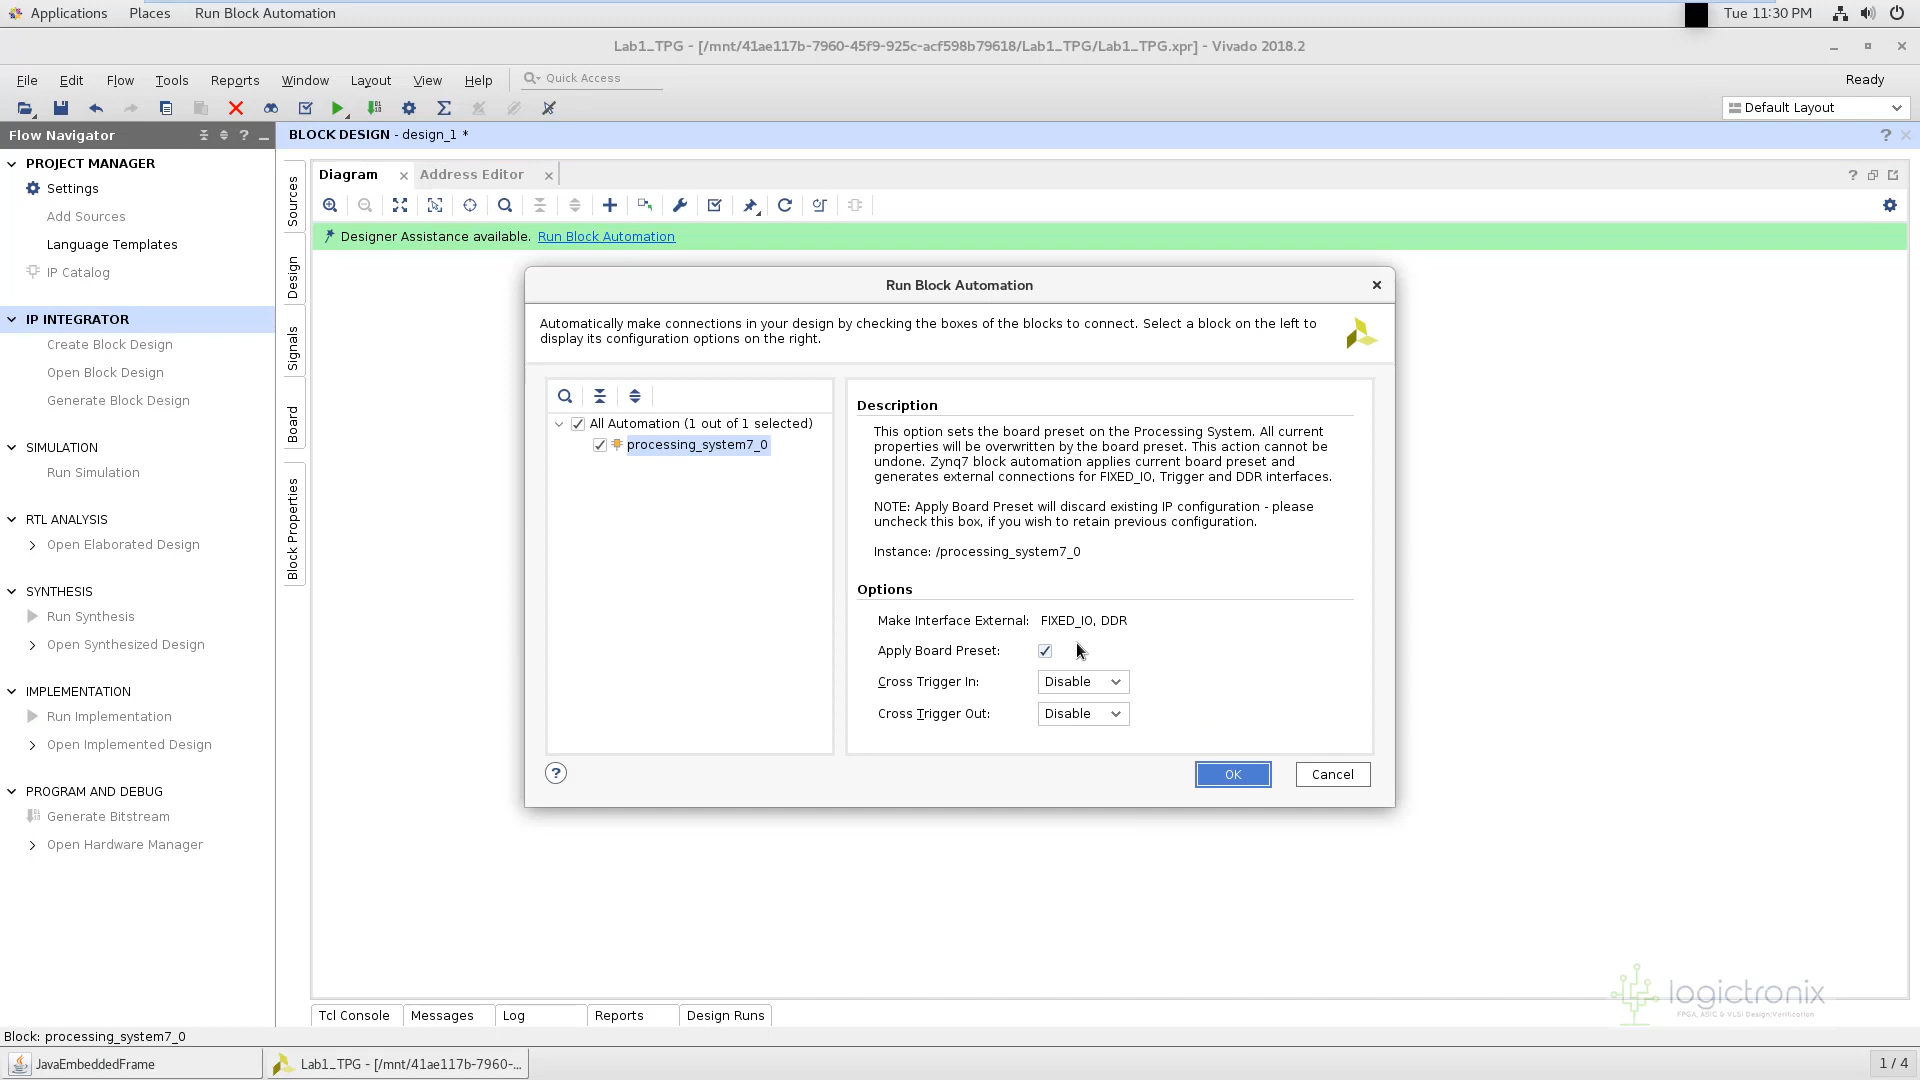 Applications Places Run Block Automation Tue 11:30 PM
Lab1_TPG - [/mnt/41ae117b-7960-45f9-925c-acf598b79618/Lab1_TPG/Lab1_TPG.xpr] - Vivado 2018.2
File Edit Flow Tools Reports Window Layout View Help Quick Access Ready
Default Layout
Flow Navigator
BLOCK DESIGN - design_1 *
PROJECT MANAGER
Settings
Add Sources
Language Templates
IP Catalog
IP INTEGRATOR
Create Block Design
Open Block Design
Generate Block Design
SIMULATION
Run Simulation
RTL ANALYSIS
Open Elaborated Design
SYNTHESIS
Run Synthesis
Open Synthesized Design
IMPLEMENTATION
Run Implementation
Open Implemented Design
PROGRAM AND DEBUG
Generate Bitstream
Open Hardware Manager
Sources
Design
Signals
Board
Block Properties
Diagram Address Editor
Designer Assistance available. Run Block Automation
Run Block Automation
Automatically make connections in your design by checking the boxes of the blocks to connect. Select a block on the left to
display its configuration options on the right.
All Automation (1 out of 1 selected)
processing_system7_0
Description
This option sets the board preset on the Processing System. All current
properties will be overwritten by the board preset. This action cannot be
undone. Zynq7 block automation applies current board preset and
generates external connections for FIXED_IO, Trigger and DDR interfaces.
NOTE: Apply Board Preset will discard existing IP configuration - please
uncheck this box, if you wish to retain previous configuration.
Instance: /processing_system7_0
Options
Make Interface External: FIXED_IO, DDR
Apply Board Preset:
Cross Trigger In: Disable
Cross Trigger Out: Disable
OK Cancel
logictronix
FPGA, ASIC & VLSI Design:Verification
Tcl Console Messages Log Reports Design Runs
Block: processing_system7_0
JavaEmbeddedFrame Lab1_TPG - [/mnt/41ae117b-7960-... 1 / 4